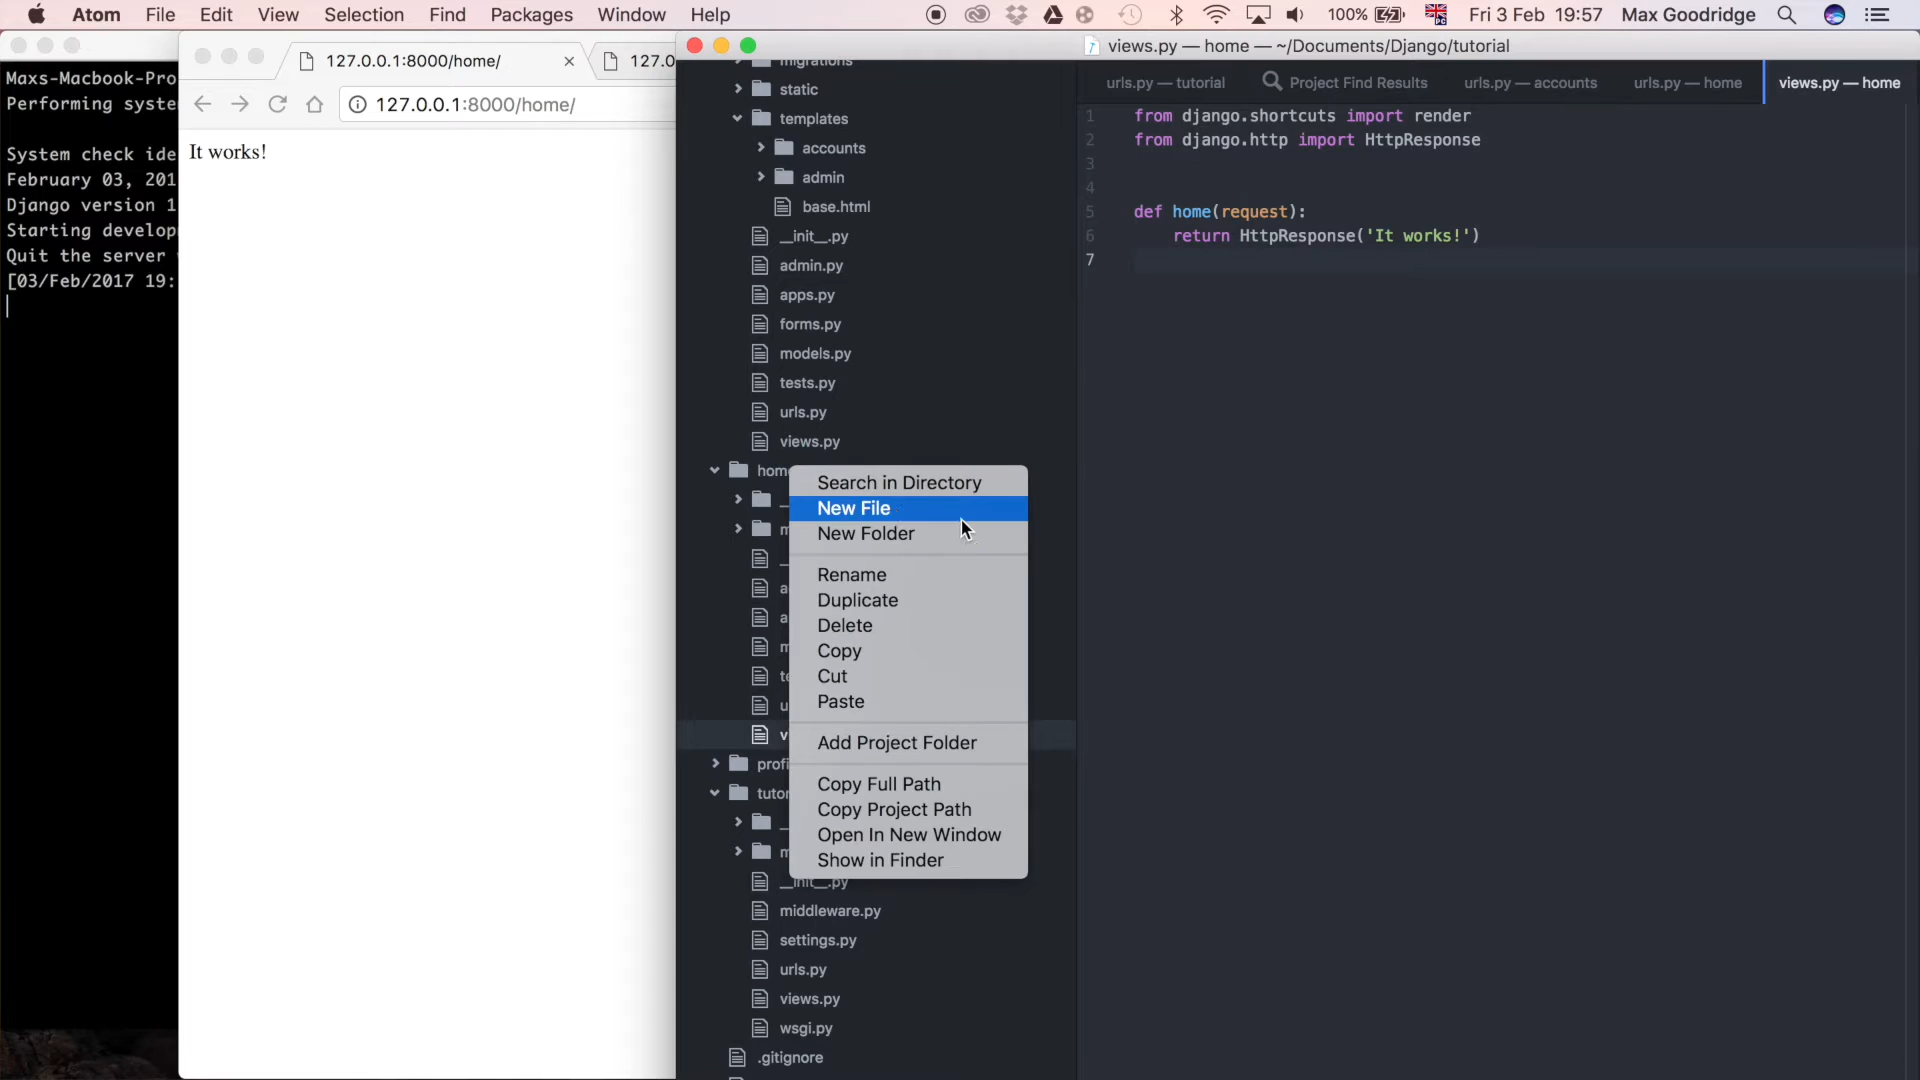 Atom File Edit View Selection Find Packages Window Help 100% Fri 3 Feb 19:57 Max Goodridge
Maxs-Macbook-Pro
Performing syste
System check ide
February 03, 201
Django version 1
Starting develop
Quit the server
[03/Feb/2017 19:
127.0.0.1:8000/home/
127.0
127.0.0.1:8000/home/
It works!
views.py — home — ~/Documents/Django/tutorial
migrations
static
templates
accounts
admin
base.html
__init__.py
admin.py
apps.py
forms.py
models.py
tests.py
urls.py
views.py
home
profi
tutor
__init__.py
middleware.py
settings.py
urls.py
views.py
wsgi.py
.gitignore
Search in Directory
New File
New Folder
Rename
Duplicate
Delete
Copy
Cut
Paste
Add Project Folder
Copy Full Path
Copy Project Path
Open In New Window
Show in Finder
urls.py — tutorial Project Find Results urls.py — accounts urls.py — home views.py — home
1 from django.shortcuts import render
2 from django.http import HttpResponse
3
4
5 def home(request):
6 return HttpResponse('It works!')
7